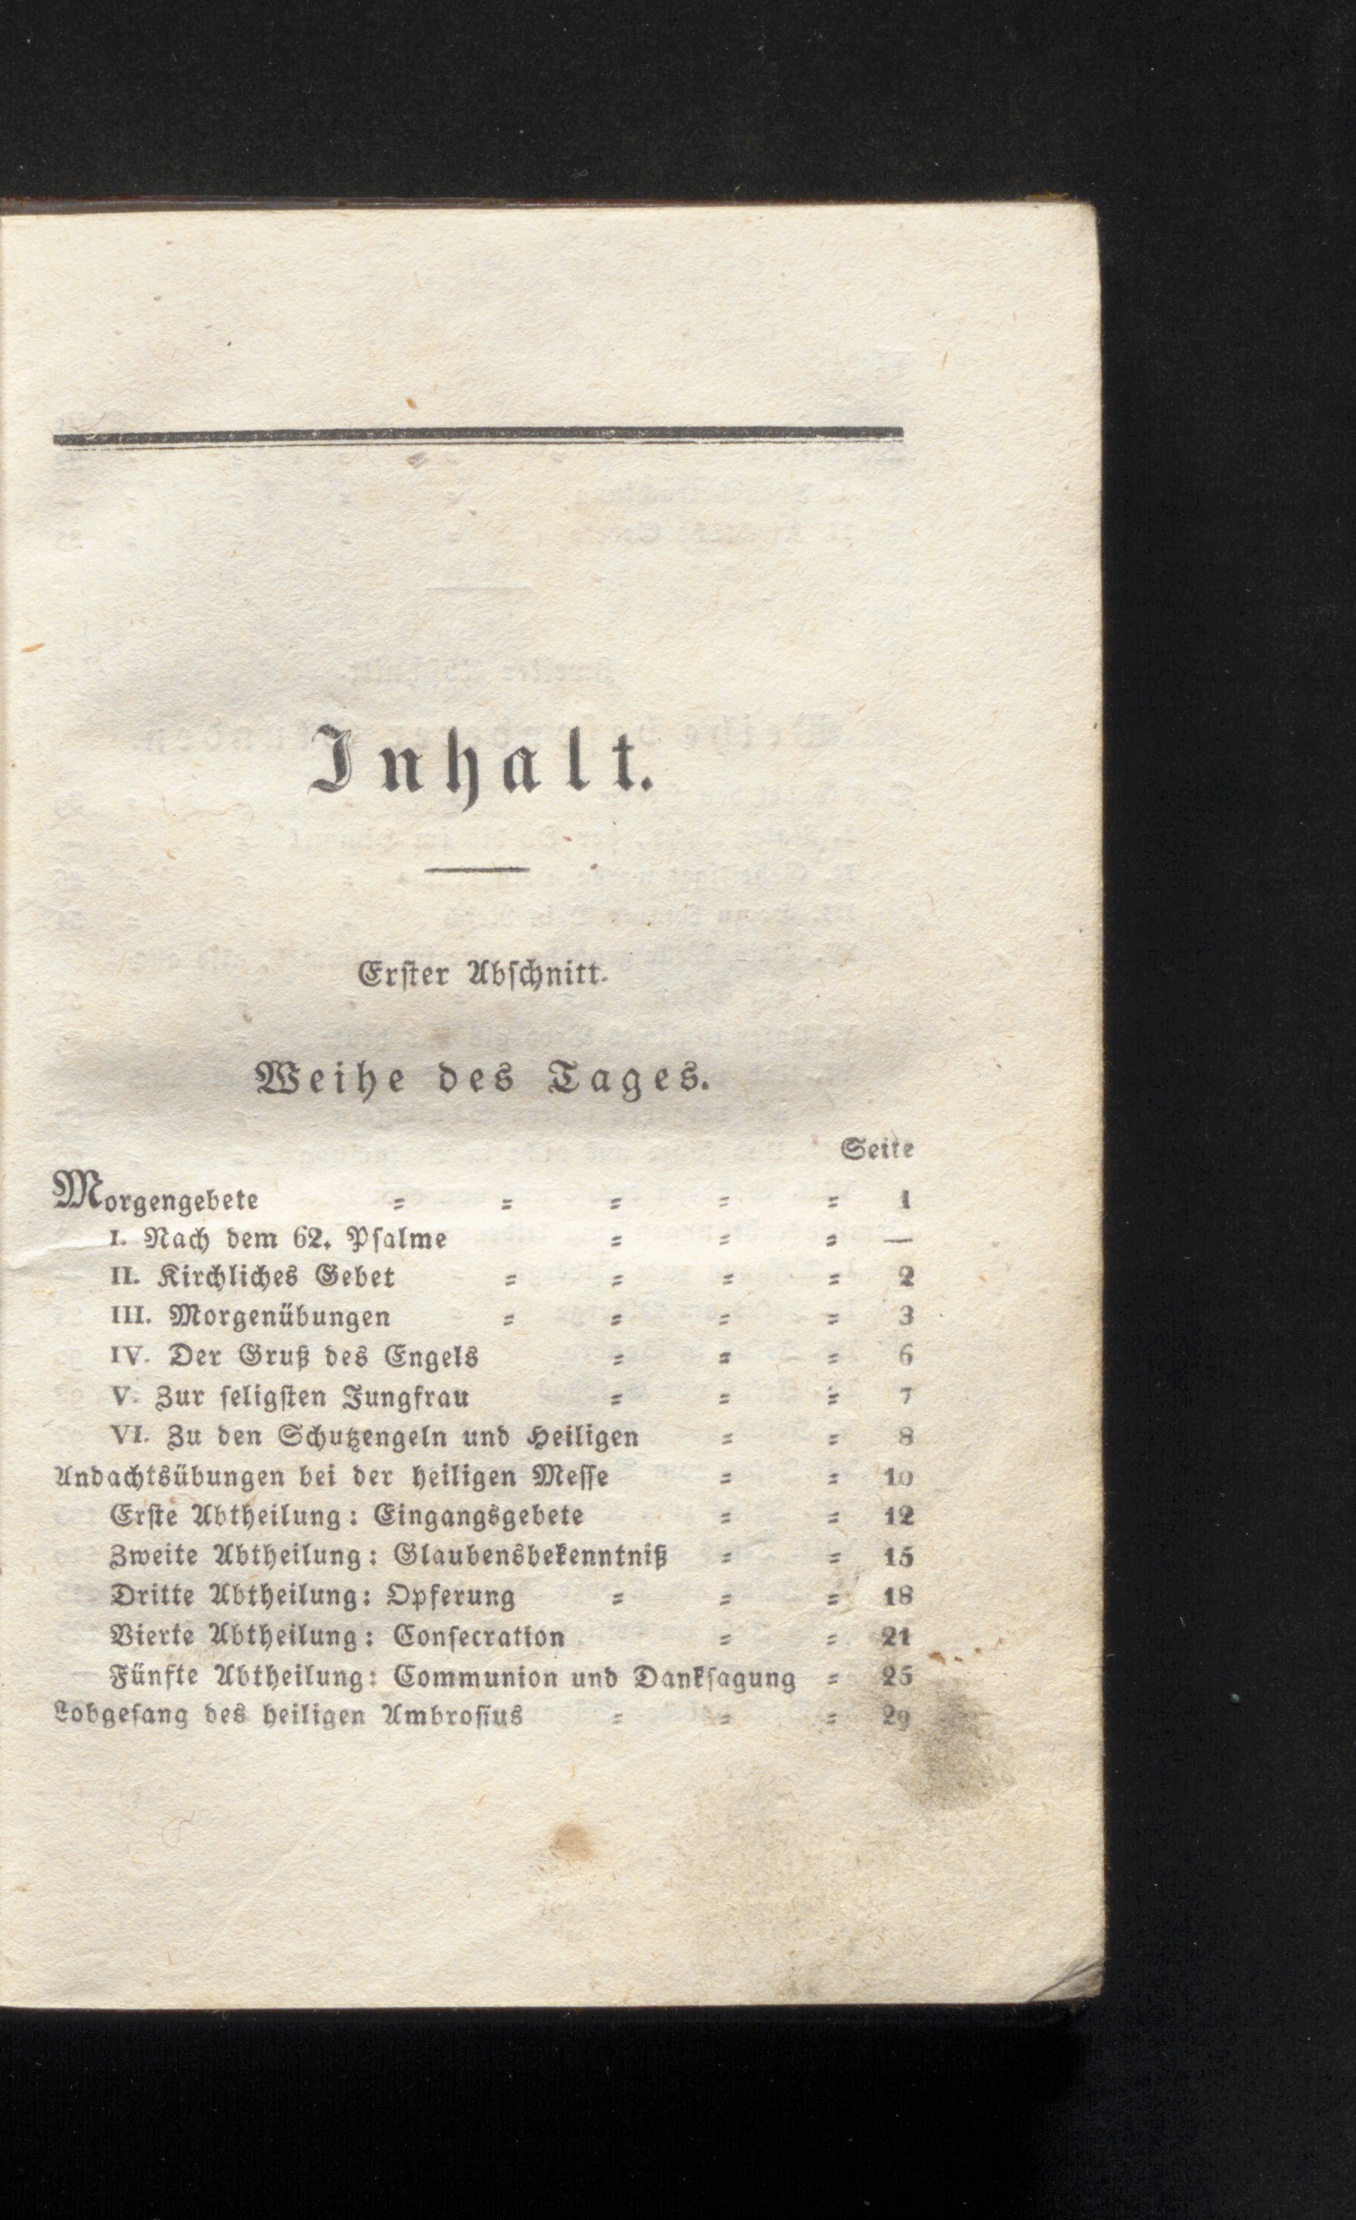 Inhalt.
Erſter Abſchnitt.
Weihe des Tages.
Seite
Morgengebete = = = = = 1
I. Nach dem 62. Pſalme = = = —
II. Kirchliches Gebet = = = = 2
III. Morgenübungen = = = = 3
IV. Der Gruß des Engels = = = 6
V. Zur ſeligſten Jungfrau = = = 7
VI. Zu den Schutzengeln und Heiligen = = 8
Andachtsübungen bei der heiligen Meſſe = = 10
Erſte Abtheilung: Eingangsgebete = = 12
Zweite Abtheilung: Glaubensbekenntniß = = 15
Dritte Abtheilung: Opferung = = = 18
Vierte Abtheilung: Conſecration = = 21
Fünfte Abtheilung: Communion und Dankſagung = 25
Lobgeſang des heiligen Ambroſius = = = 29